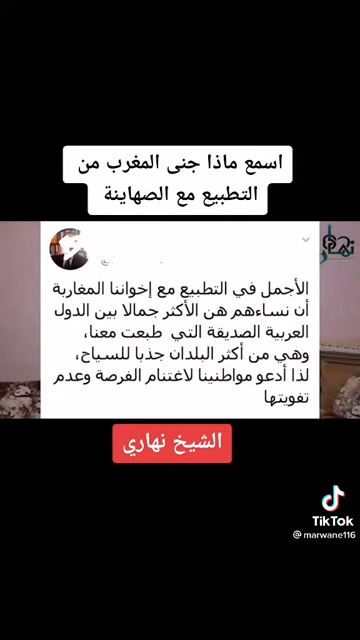 اسمع ماذا جنى المغرب من
التطبيع مع الصهاينة
الأجمل في التطبيع مع إخواننا المغاربة
أن نساءهم هن الأكثر جمالا بين الدول
العربية الصديقة التي طبعت معنا،
وهي من أكثر البلدان جذبا للسياح،
لذا أدعو مواطنينا لاغتنام الفرصة وعدم
تفويتها
الشيخ نهاري
TikTok
@marwane116